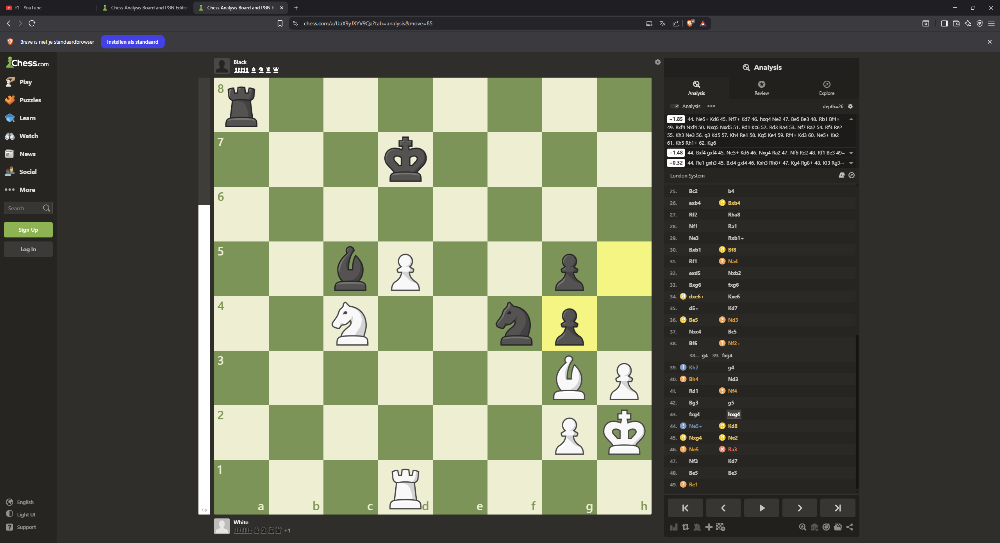 f1 - YouTube
Chess Analysis Board and PGN Editor
Chess Analysis Board and PGN E
chess.com/a/UaX9yJXYV9Qa?tab=analysis&move=85
4
Brave is niet je standaardbrowser
Instellen als standaard
Chess.com
Play
Puzzles
Learn
Watch
News
Social
More
Search
Sign Up
Log In
English
Light UI
Support
Black
8
7
6
5
4
3
2
1
a b c d e f g h
1.8
White
+1
Analysis
Analysis
Review
Explore
Analysis
depth=26
+1.85 44. Ne5+ Kd6 45. Nf7+ Kd7 46. hxg4 Ne2 47. Be5 Be3 48. Rb1 Bf4+
49. Bxf4 Nxf4 50. Nxg5 Nxd5 51. Rd1 Kc6 52. Rd3 Ra4 53. Nf7 Ra2 54. Rf3 Re2
55. Kh3 Ne3 56. g3 Kd5 57. Kh4 Re1 58. Kg5 Ke4 59. Rf4+ Kd3 60. Ne5+ Ke2
61. Kh5 Rh1+ 62. Kg6
+1.48 44. Bxf4 gxf4 45. Ne5+ Kd6 46. Nxg4 Ra2 47. Nf6 Re2 48. Rf1 Be3 49...
+0.32 44. Re1 gxh3 45. Bxf4 gxf4 46. Kxh3 Rh8+ 47. Kg4 Rg8+ 48. Kf3 Rg3...
London System
25. Bc2 b4
26. axb4 ?! Bxb4
27. Rf2 Rha8
28. Nf1 Ra1
29. Ne3 Rxb1+
30. Bxb1 ?! Bf8
31. Rf1 ? Na4
32. exd5 Nxb2
33. Bxg6 fxg6
34. ?! dxe6+ Kxe6
35. d5+ Kd7
36. ?! Be5 ? Nd3
37. Nxc4 Bc5
38. Bf6 ? Nf2+
38... g4 39. fxg4
39. ! Kh2 g4
40. ? Bh4 Nd3
41. Rd1 ? Nf4
42. Bg3 g5
43. fxg4 hxg4
44. ! Ne5+ ?! Kd8
45. ?! Nxg4 ?! Ne2
46. ? Ne5 Ra3
47. Nf3 Kd7
48. Be5 Be3
49. ? Re1